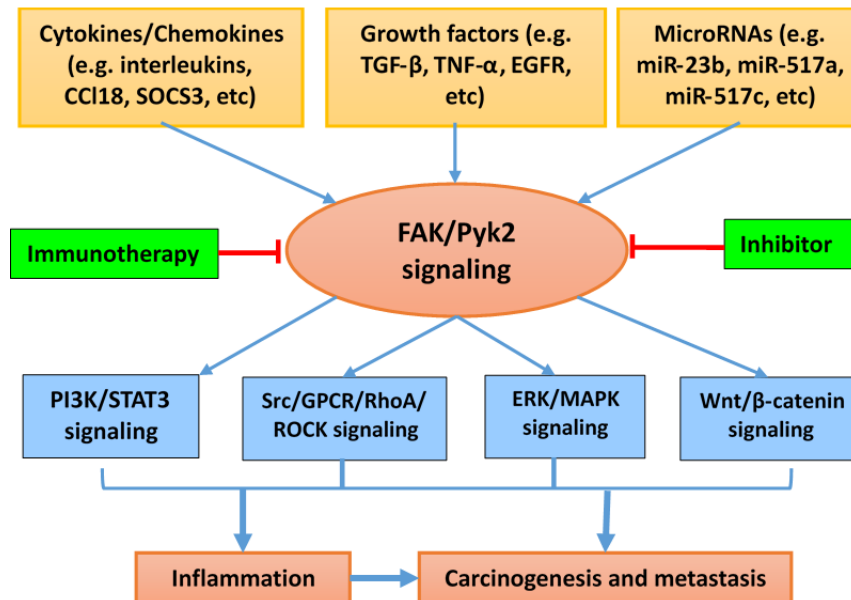 Cytokines/Chemokines
(e.g. interleukins,
CCl18, SOCS3, etc)
Growth factors (e.g.
TGF-β, TNF-α, EGFR,
etc)
MicroRNAs (e.g.
miR-23b, miR-517a,
miR-517c, etc)
Immunotherapy
FAK/Pyk2
signaling
Inhibitor
PI3K/STAT3
signaling
Src/GPCR/RhoA/
ROCK signaling
ERK/MAPK
signaling
Wnt/β-catenin
signaling
Inflammation
Carcinogenesis and metastasis